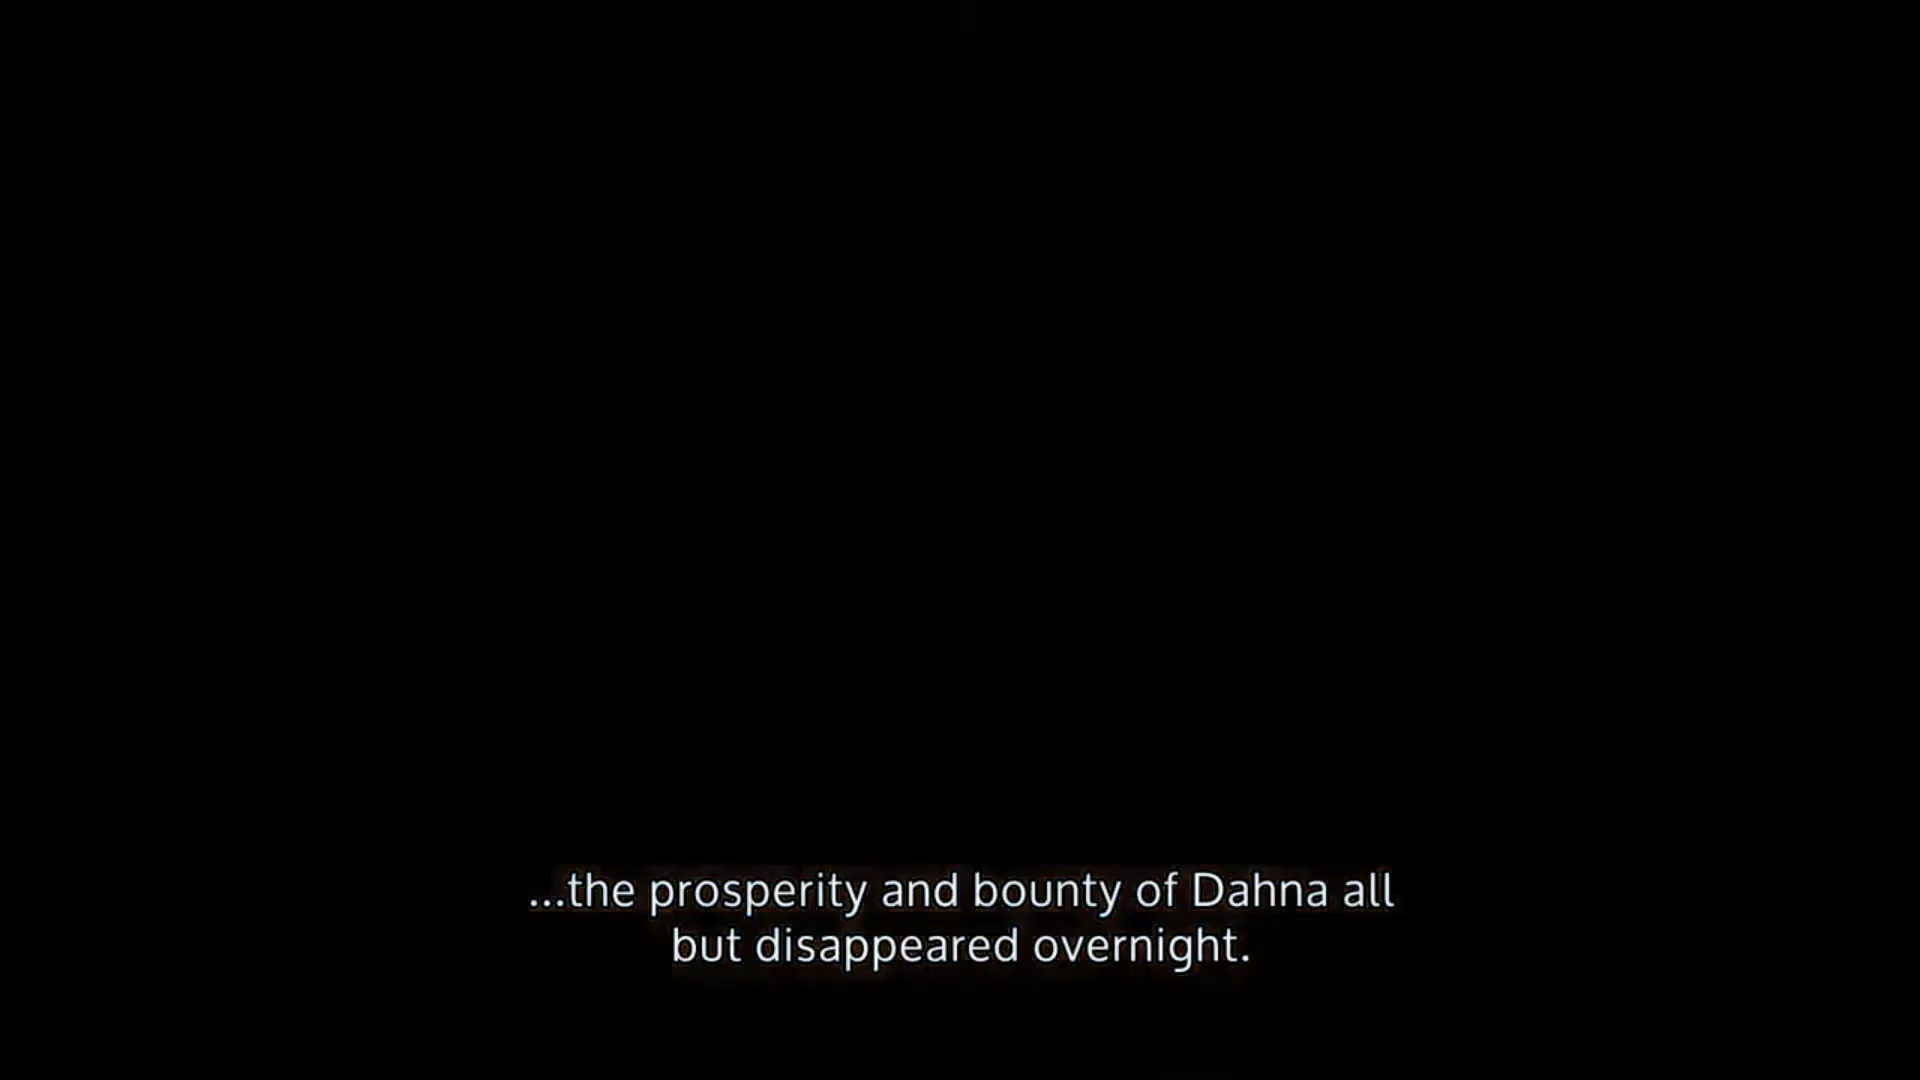 ...the prosperity and bounty of Dahna all
but disappeared overnight.